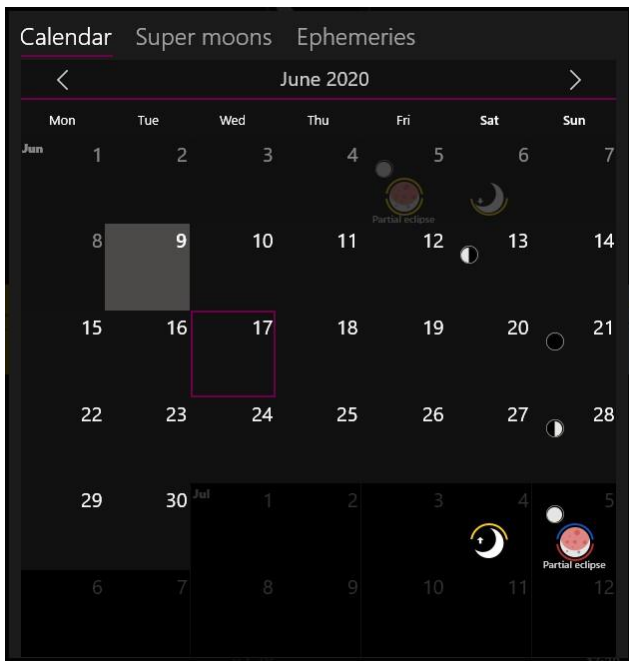 Calendar Super moons Ephemeries
June 2020
Mon Tue Wed Thu Fri Sat Sun
Jun 1 2 3 4 5 6 7
Partial eclipse
8 9 10 11 12 13 14
15 16 17 18 19 20 21
22 23 24 25 26 27 28
29 30 Jul 1 2 3 4 5
Partial eclipse
6 7 8 9 10 11 12